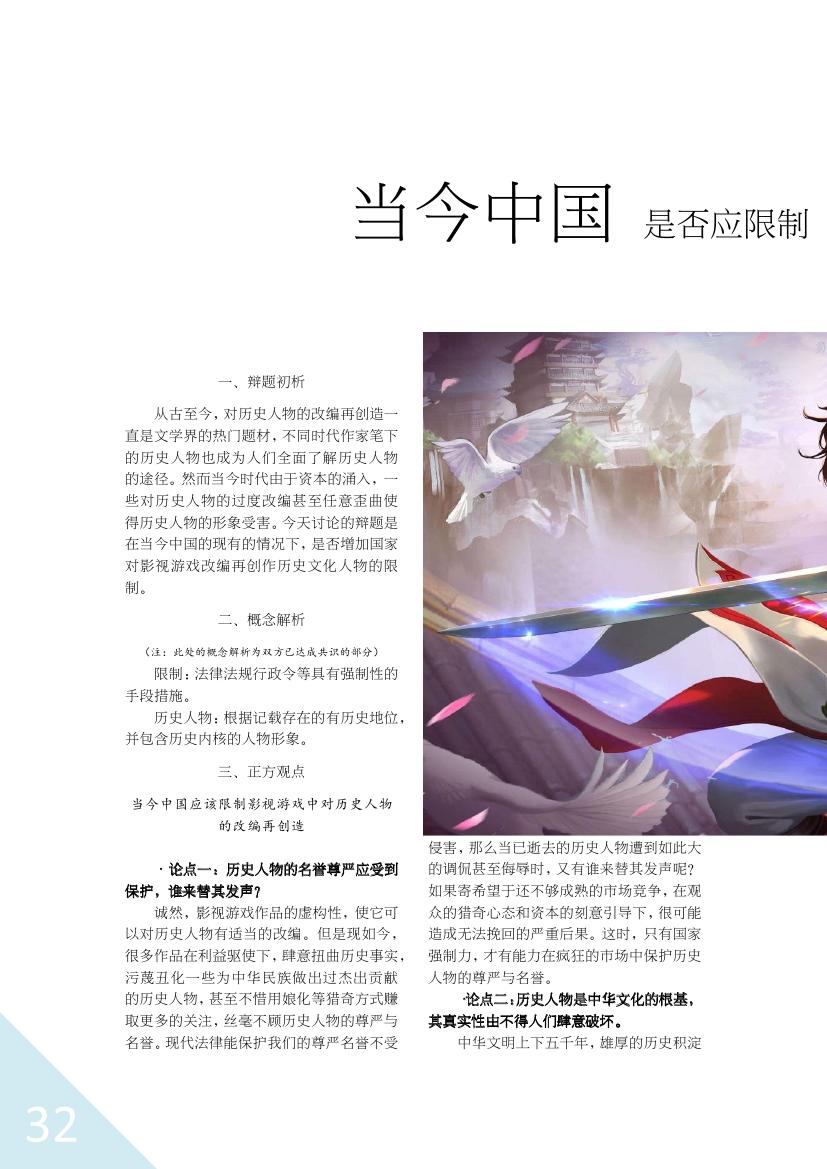 当今中国 是否应限制
一、辩题初析
从古至今，对历史人物的改编再创造一
直是文学界的热门题材，不同时代作家笔下
的历史人物也成为人们全面了解历史人物
的途径。然而当今时代由于资本的涌入，一
些对历史人物的过度改编甚至任意歪曲使
得历史人物的形象受害。今天讨论的辩题是
在当今中国的现有的情况下，是否增加国家
对影视游戏改编再创作历史文化人物的限
制。
二、概念解析
（注：此处的概念解析为双方已达成共识的部分）
限制：法律法规行政令等具有强制性的
手段措施。
历史人物：根据记载存在的有历史地位，
并包含历史内核的人物形象。
三、正方观点
当今中国应该限制影视游戏中对历史人物
的改编再创造
·论点一：历史人物的名誉尊严应受到
保护，谁来替其发声？
诚然，影视游戏作品的虚构性，使它可
以对历史人物有适当的改编。但是现如今，
很多作品在利益驱使下，肆意扭曲历史事实，
污蔑丑化一些为中华民族做出过杰出贡献
的历史人物，甚至不惜用娘化等猎奇方式赚
取更多的关注，丝毫不顾历史人物的尊严与
名誉。现代法律能保护我们的尊严名誉不受
侵害，那么当已逝去的历史人物遭到如此大
的调侃甚至侮辱时，又有谁来替其发声呢？
如果寄希望于还不够成熟的市场竞争，在观
众的猎奇心态和资本的刻意引导下，很可能
造成无法挽回的严重后果。这时，只有国家
强制力，才有能力在疯狂的市场中保护历史
人物的尊严与名誉。
·论点二：历史人物是中华文化的根基，
其真实性由不得人们肆意破坏。
中华文明上下五千年，雄厚的历史积淀
32